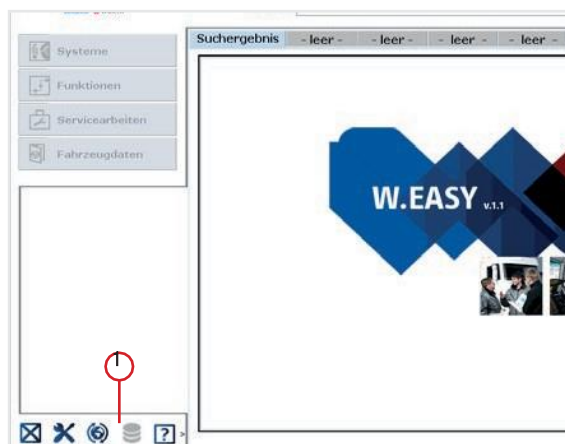 Suchergebnis - leer - - leer - - leer - - leer -
Systeme
Funktionen
Servicearbeiten
Fahrzeugdaten
W.EASY v.1.1
1
?